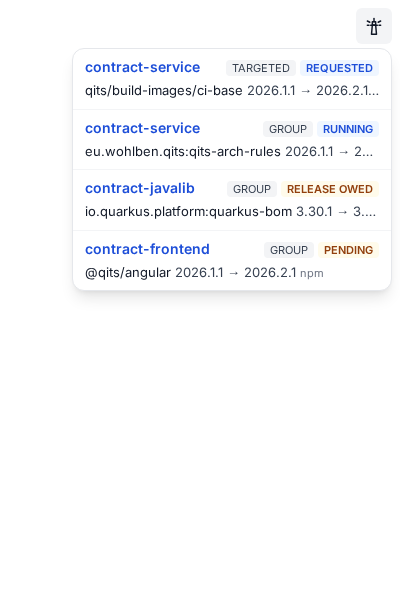 contract-service TARGETED REQUESTED
qits/build-images/ci-base 2026.1.1 → 2026.2.1...
contract-service GROUP RUNNING
eu.wohlben.qits:qits-arch-rules 2026.1.1 → 2...
contract-javalib GROUP RELEASE OWED
io.quarkus.platform:quarkus-bom 3.30.1 → 3....
contract-frontend GROUP PENDING
@qits/angular 2026.1.1 → 2026.2.1 npm